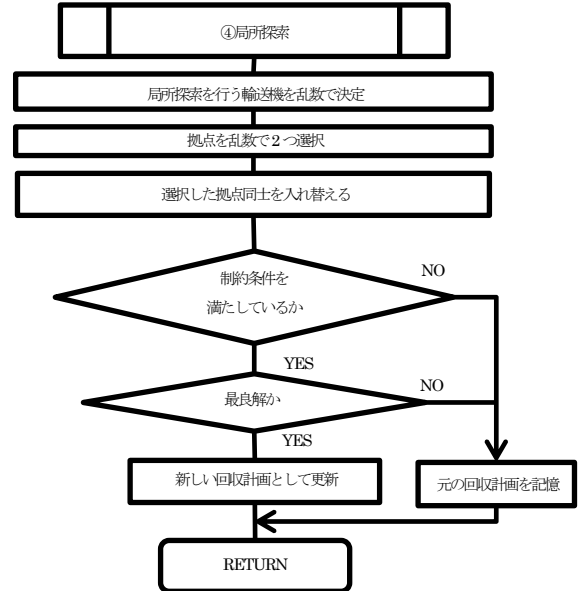 ④局所探索
局所探索を行う輸送機を乱数で決定
拠点を乱数で２つ選択
選択した拠点同士を入れ替える
制約条件を
満たしているか
NO
YES
最良解か
NO
YES
新しい回収計画として更新
元の回収計画を記憶
RETURN